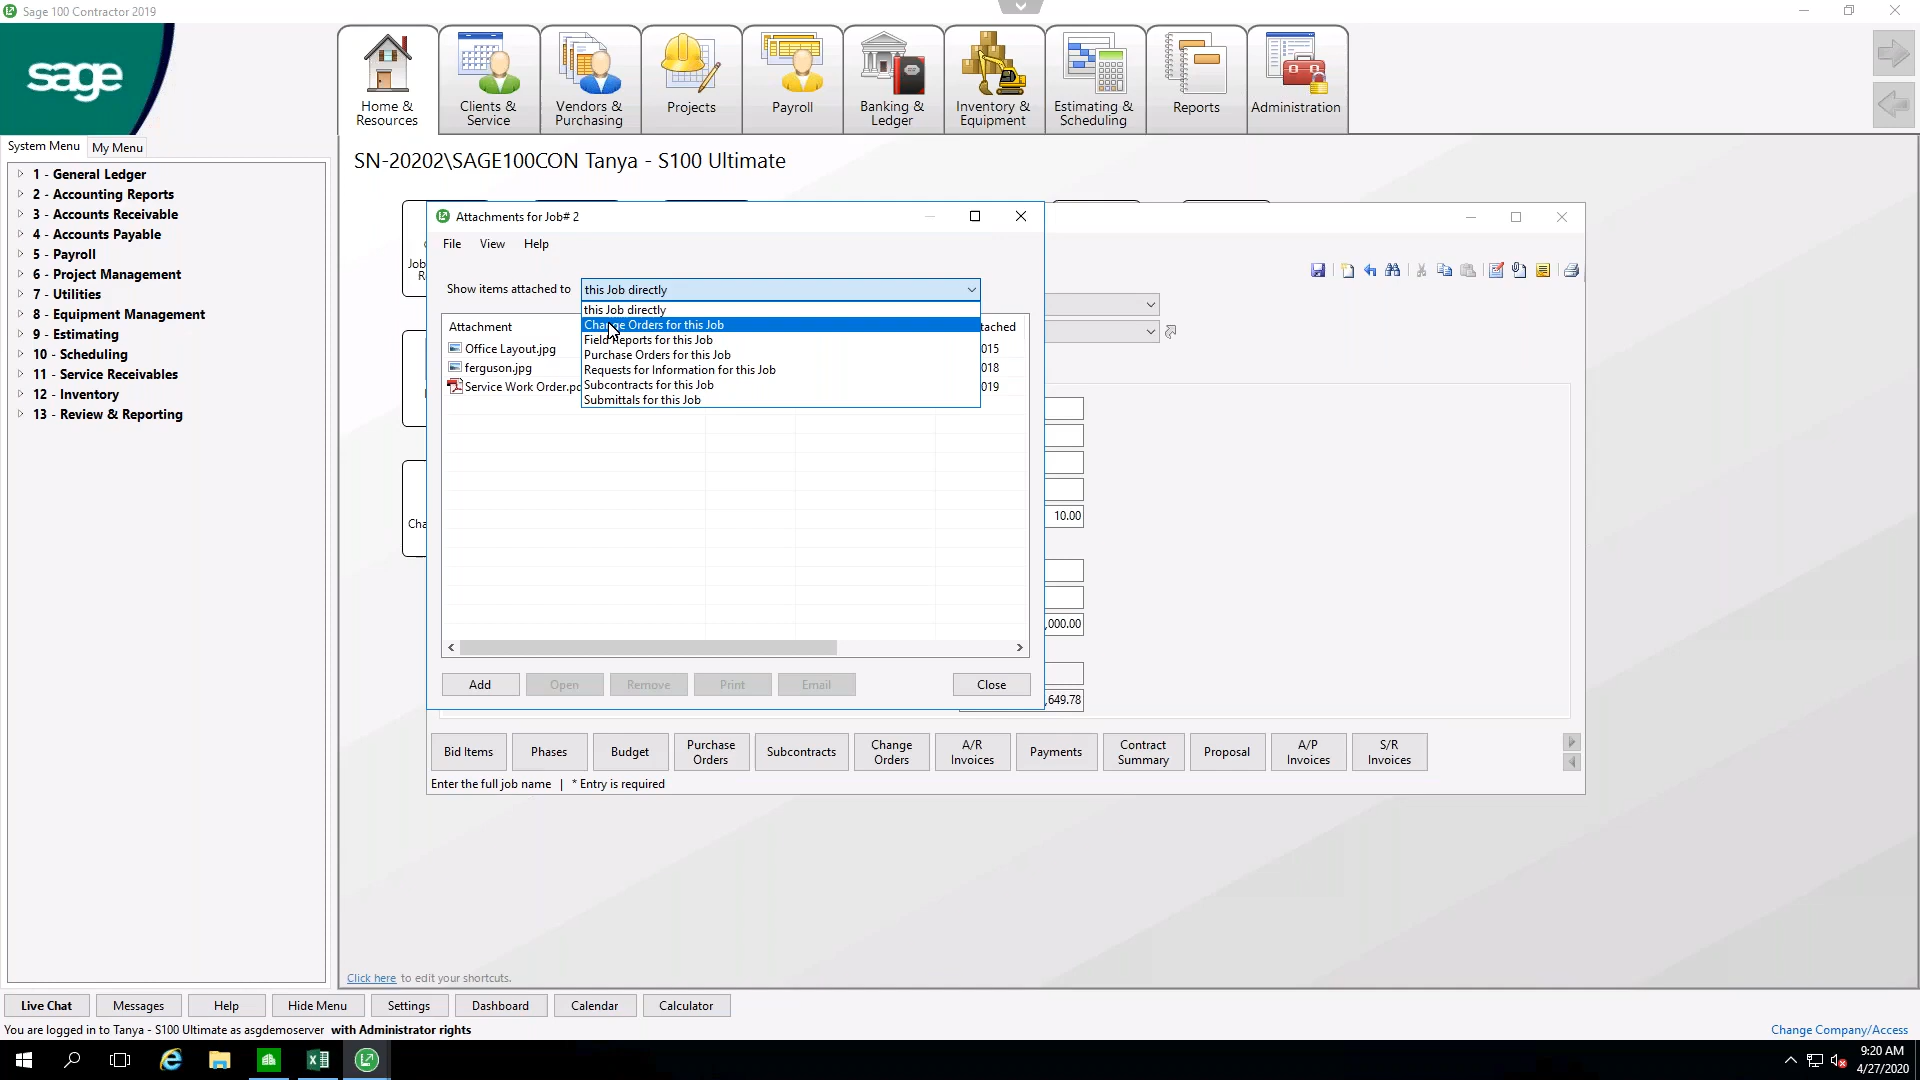 Sage 100 Contractor 2019
sage
Home & Resources
Clients & Service
Vendors & Purchasing
Projects
Payroll
Banking & Ledger
Inventory & Equipment
Estimating & Scheduling
Reports
Administration
System Menu
My Menu
1 - General Ledger
2 - Accounting Reports
3 - Accounts Receivable
4 - Accounts Payable
5 - Payroll
6 - Project Management
7 - Utilities
8 - Equipment Management
9 - Estimating
10 - Scheduling
11 - Service Receivables
12 - Inventory
13 - Review & Reporting
SN-20202\SAGE100CON Tanya - S100 Ultimate
Job
R
Cha
Attachments for Job# 2
File View Help
Show items attached to this Job directly
this Job directly
Change Orders for this Job
Field Reports for this Job
Purchase Orders for this Job
Requests for Information for this Job
Subcontracts for this Job
Submittals for this Job
Attachment
tached
Office Layout.jpg
015
ferguson.jpg
018
Service Work Order.pd
019
10.00
,000.00
,649.78
Add Open Remove Print Email Close
Bid Items
Phases
Budget
Purchase Orders
Subcontracts
Change Orders
A/R Invoices
Payments
Contract Summary
Proposal
A/P Invoices
S/R Invoices
Enter the full job name | * Entry is required
Click here to edit your shortcuts.
Live Chat Messages Help Hide Menu Settings Dashboard Calendar Calculator
You are logged in to Tanya - S100 Ultimate as asgdemoserver with Administrator rights
Change Company/Access
9:20 AM
4/27/2020